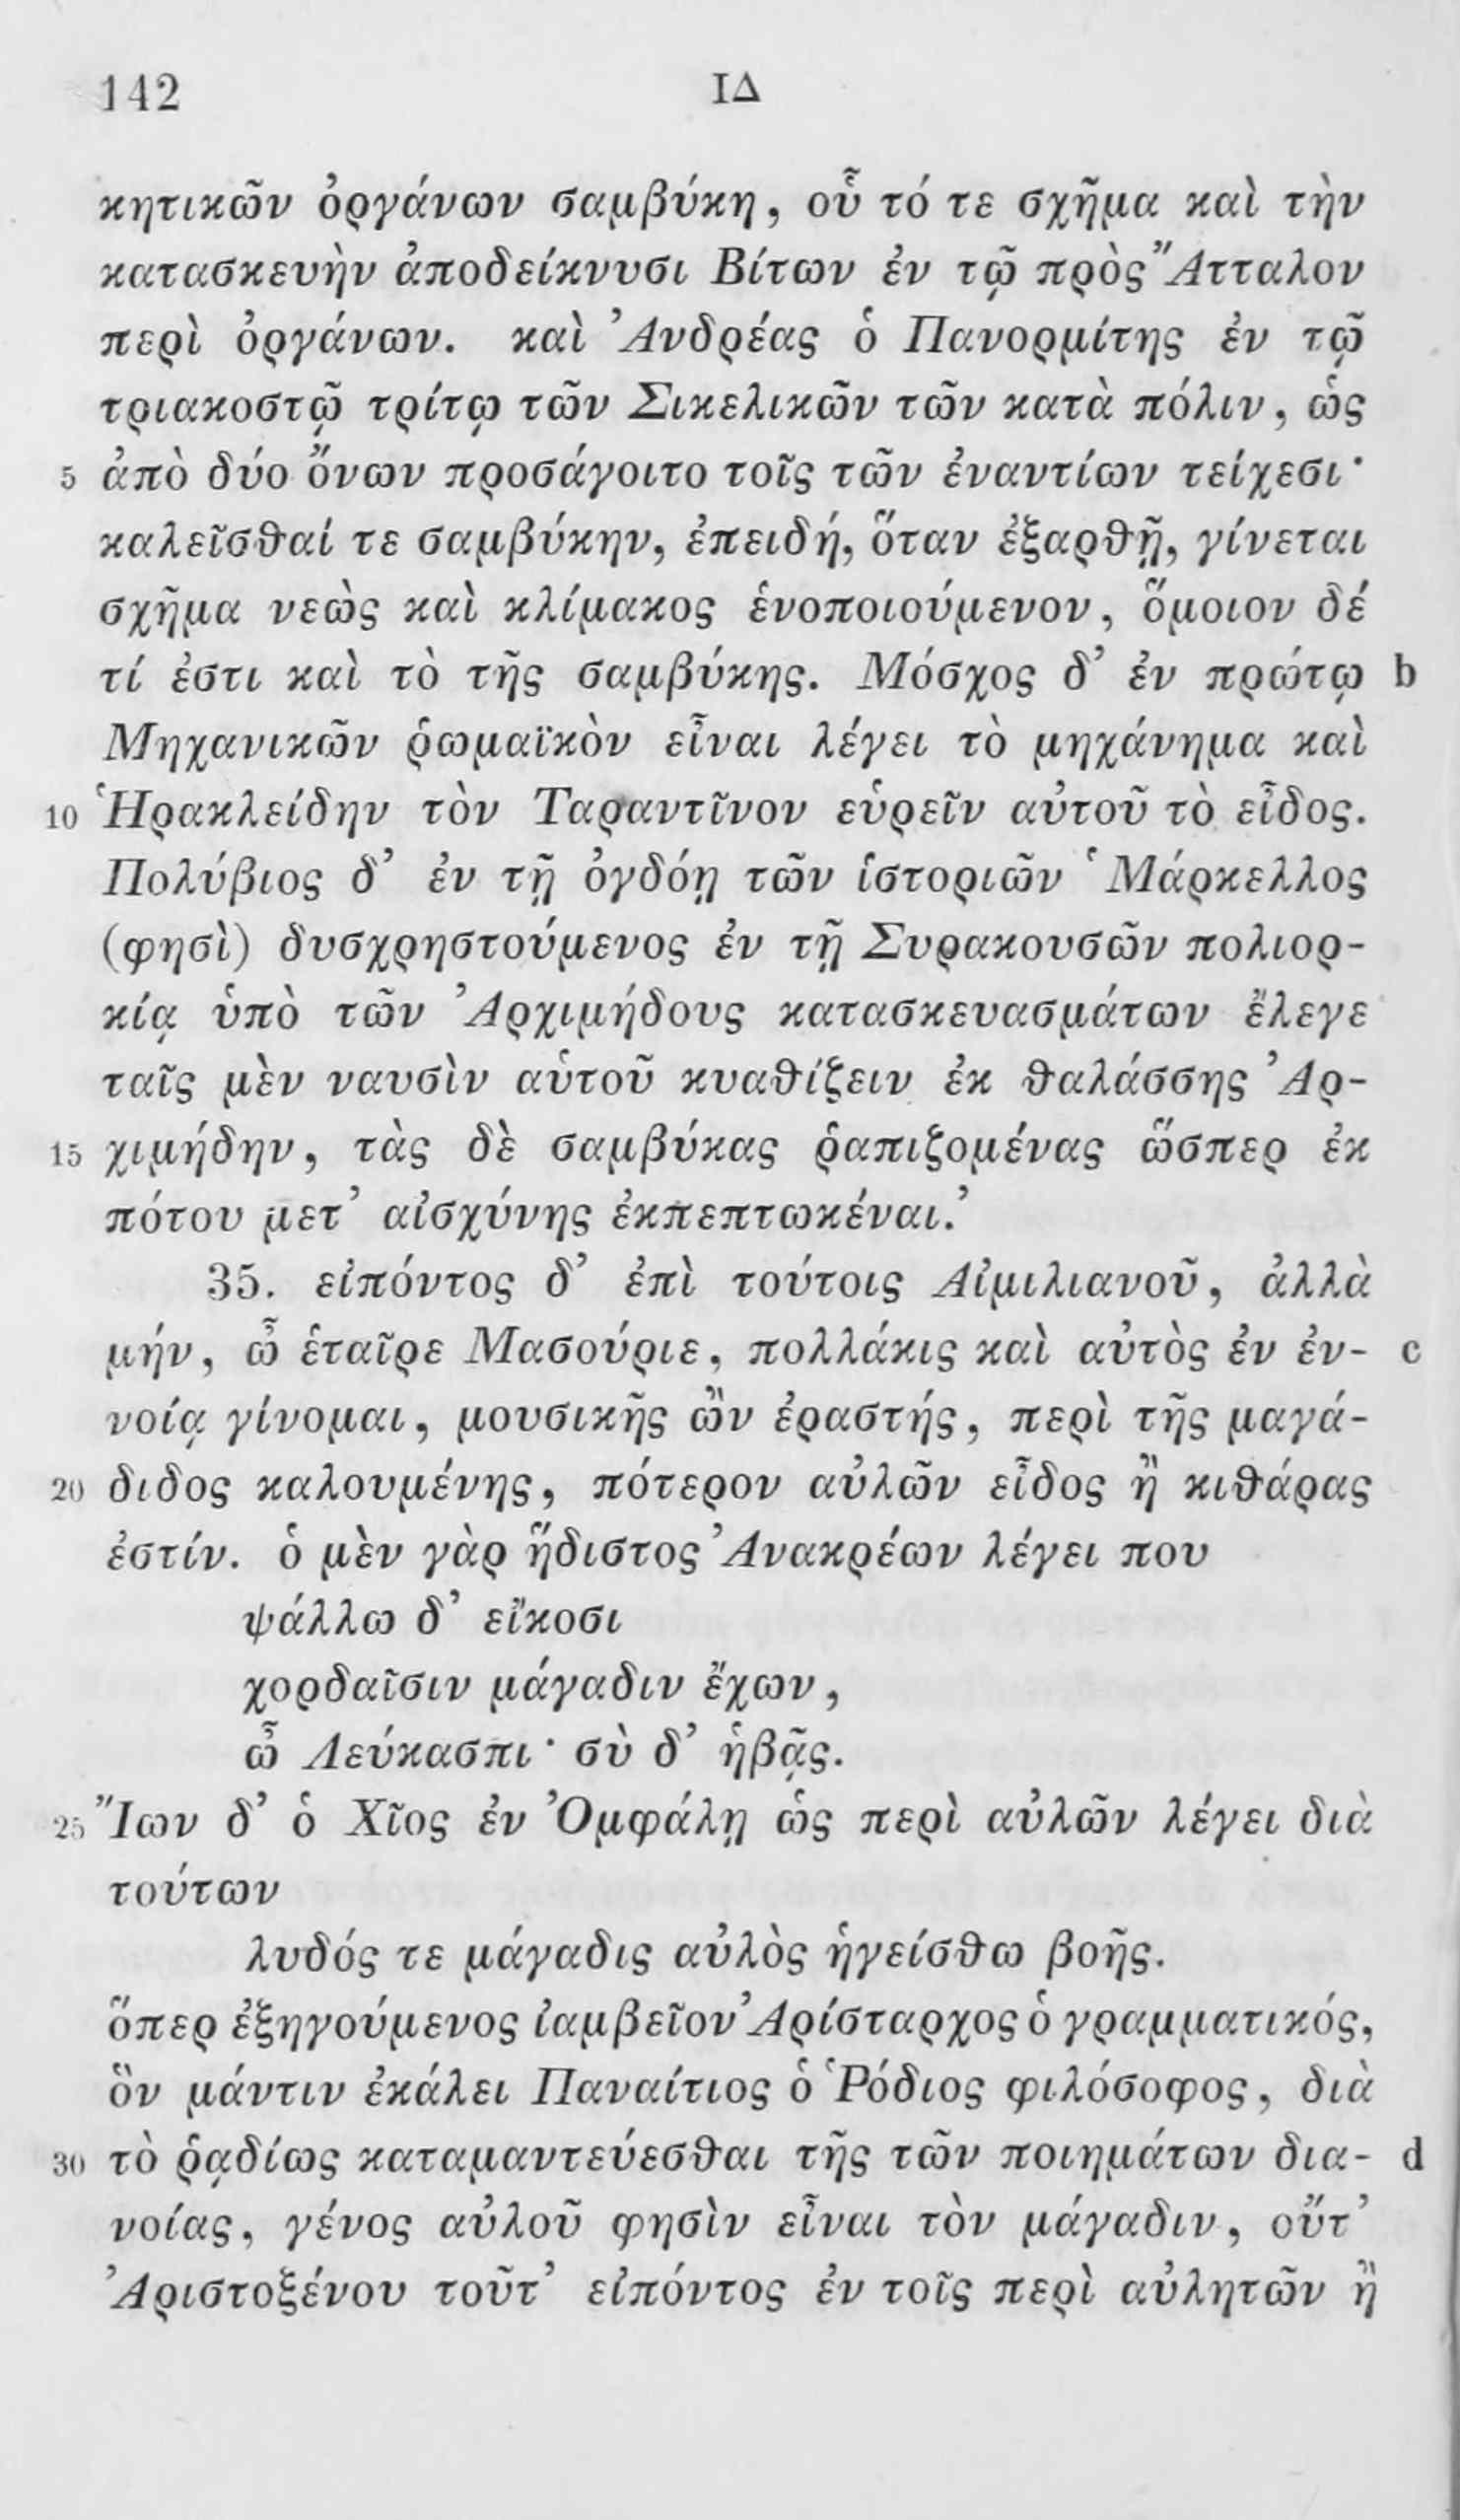 142 ΙΔ
κητικῶν ὀργάνων σαμβύκη, οὗ τό τε σχῆμα καὶ τὴν
κατασκευὴν ἀποδείκνυσι Βίτων ἐν τῷ πρὸς Ἄτταλον
περὶ ὀργάνων. καὶ Ἀνδρέας ὁ Πανορμίτης ἐν τῷ
τριακοστῷ τρίτῳ τῶν Σικελικῶν τῶν κατὰ πόλιν, ὡς
5 ἀπὸ δύο ὄνων προσάγοιτο τοῖς τῶν ἐναντίων τείχεσι·
καλεῖσθαί τε σαμβύκην, ἐπειδή, ὅταν ἐξαρθῇ, γίνεται
σχῆμα νεὼς καὶ κλίμακος ἑνοποιούμενον, ὅμοιον δέ
τί ἐστι καὶ τὸ τῆς σαμβύκης. Μόσχος δ’ ἐν πρώτῳ b
Μηχανικῶν ῥωμαϊκὸν εἶναι λέγει τὸ μηχάνημα καὶ
10 Ἡρακλείδην τὸν Ταραντῖνον εὑρεῖν αὐτοῦ τὸ εἶδος.
Πολύβιος δ’ ἐν τῇ ὀγδόῃ τῶν ἱστοριῶν ‘Μάρκελλος
(φησὶ) δυσχρηστούμενος ἐν τῇ Συρακουσῶν πολιορ-
κίᾳ ὑπὸ τῶν Ἀρχιμήδους κατασκευασμάτων ἔλεγε
ταῖς μὲν ναυσὶν αὑτοῦ κυαθίζειν ἐκ θαλάσσης Ἀρ-
15 χιμήδην, τὰς δὲ σαμβύκας ῥαπιζομένας ὥσπερ ἐκ
πότου μετ’ αἰσχύνης ἐκπεπτωκέναι.’
35. εἰπόντος δ’ ἐπὶ τούτοις Αἰμιλιανοῦ, ἀλλὰ
μήν, ὦ ἑταῖρε Μασούριε, πολλάκις καὶ αὐτὸς ἐν ἐν- c
νοίᾳ γίνομαι, μουσικῆς ὢν ἐραστής, περὶ τῆς μαγά-
20 διδος καλουμένης, πότερον αὐλῶν εἶδος ἢ κιθάρας
ἐστίν. ὁ μὲν γὰρ ἥδιστος Ἀνακρέων λέγει που
ψάλλω δ’ εἴκοσι
χορδαῖσιν μάγαδιν ἔχων,
ὦ Λεύκασπι· σὺ δ’ ἡβᾷς.
25 Ἴων δ’ ὁ Χῖος ἐν Ὀμφάλῃ ὡς περὶ αὐλῶν λέγει διὰ
τούτων
λυδός τε μάγαδις αὐλὸς ἡγείσθω βοῆς.
ὅπερ ἐξηγούμενος ἰαμβεῖον Ἀρίσταρχος ὁ γραμματικός,
ὃν μάντιν ἐκάλει Παναίτιος ὁ Ῥόδιος φιλόσοφος, διὰ
30 τὸ ῥᾳδίως καταμαντεύεσθαι τῆς τῶν ποιημάτων δια- d
νοίας, γένος αὐλοῦ φησὶν εἶναι τὸν μάγαδιν, οὔτ’
Ἀριστοξένου τοῦτ’ εἰπόντος ἐν τοῖς περὶ αὐλητῶν ἢ